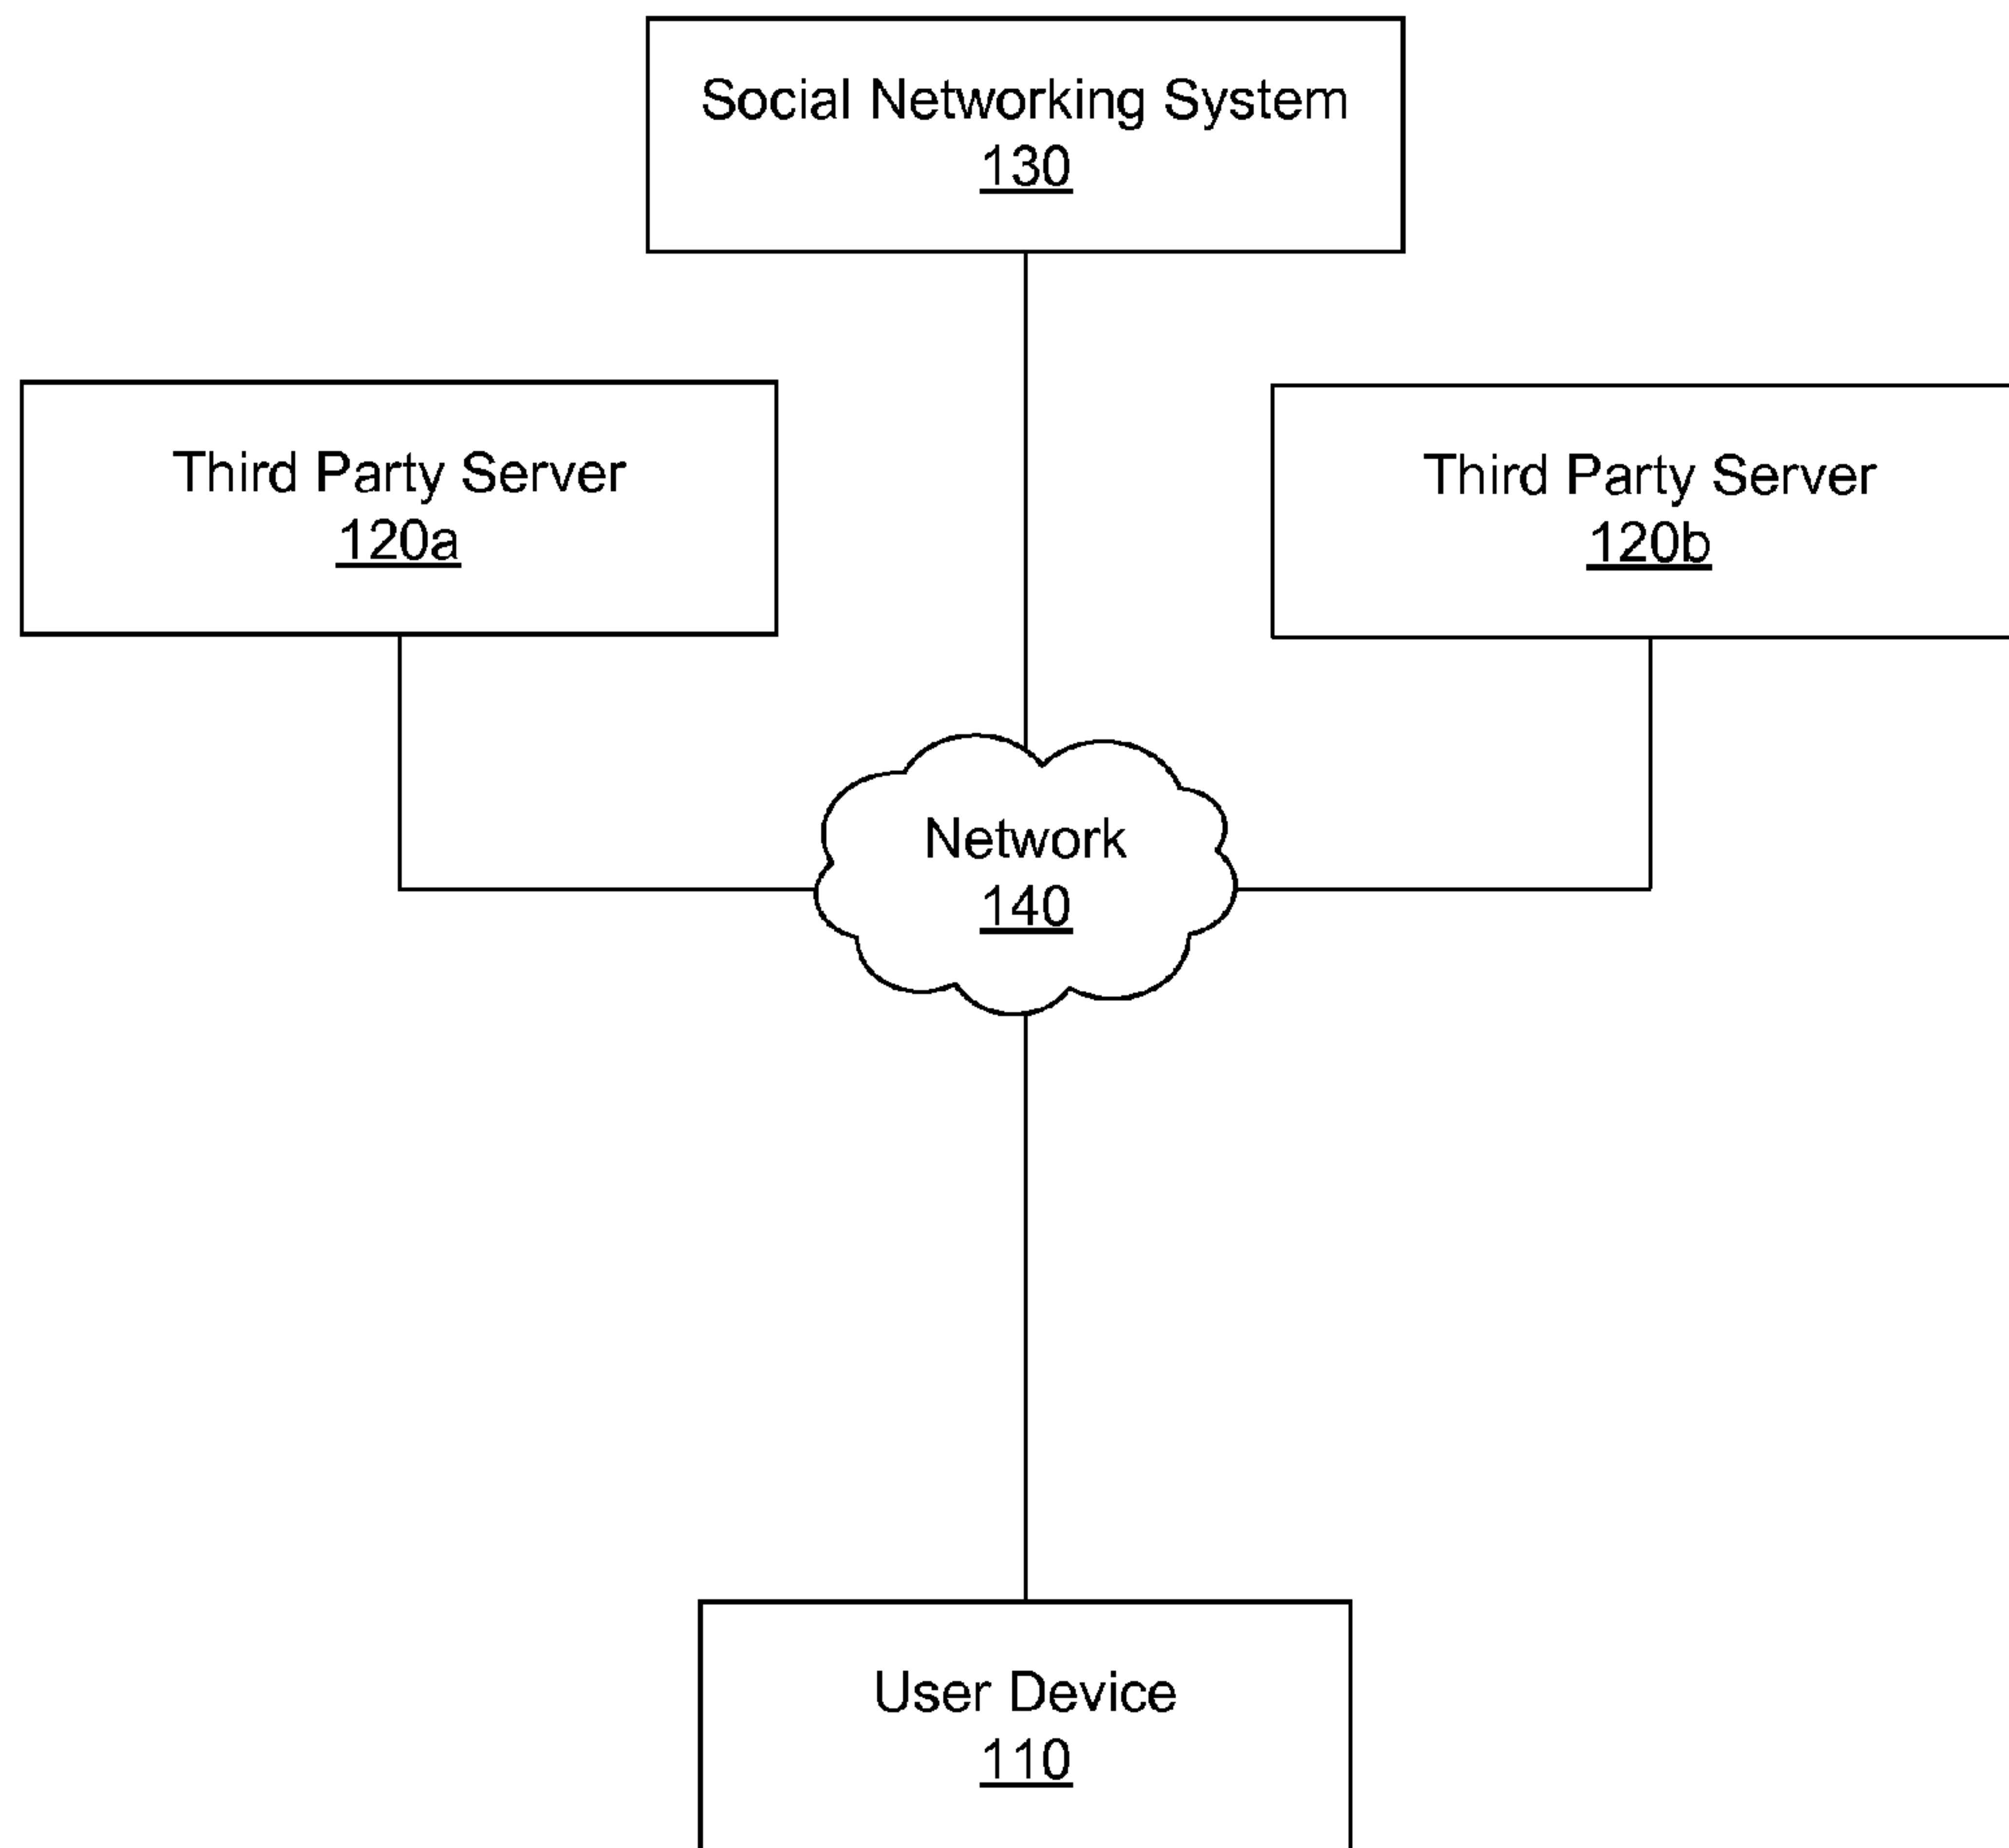 Social Networking System
130
Third Party Server
120a
Third Party Server
120b
Network
140
User Device
110